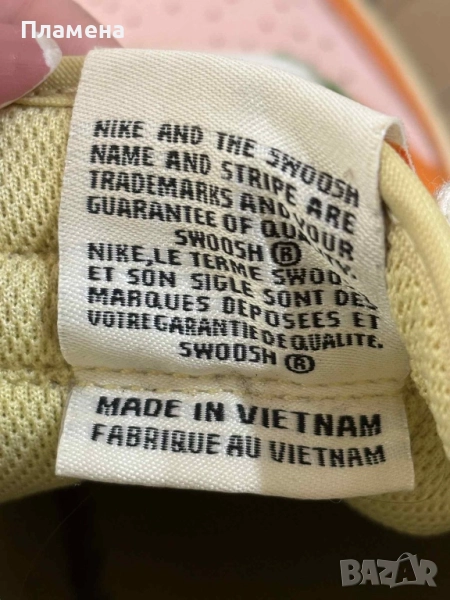 Пламена
NIKE AND THE SWOOSH
NAME AND STRIPE ARE
TRADEMARKS AND YOUR
GUARANTEE OF QUALITY.
SWOOSH ®
NIKE, LE TERME SWOO
ET SON SIGLE SONT DES
MARQUES DEPOSEES ET
VOTRE GARANTIE DE QUALITE.
SWOOSH ®
MADE IN VIETNAM
FABRIQUE AU VIETNAM
BAZAR